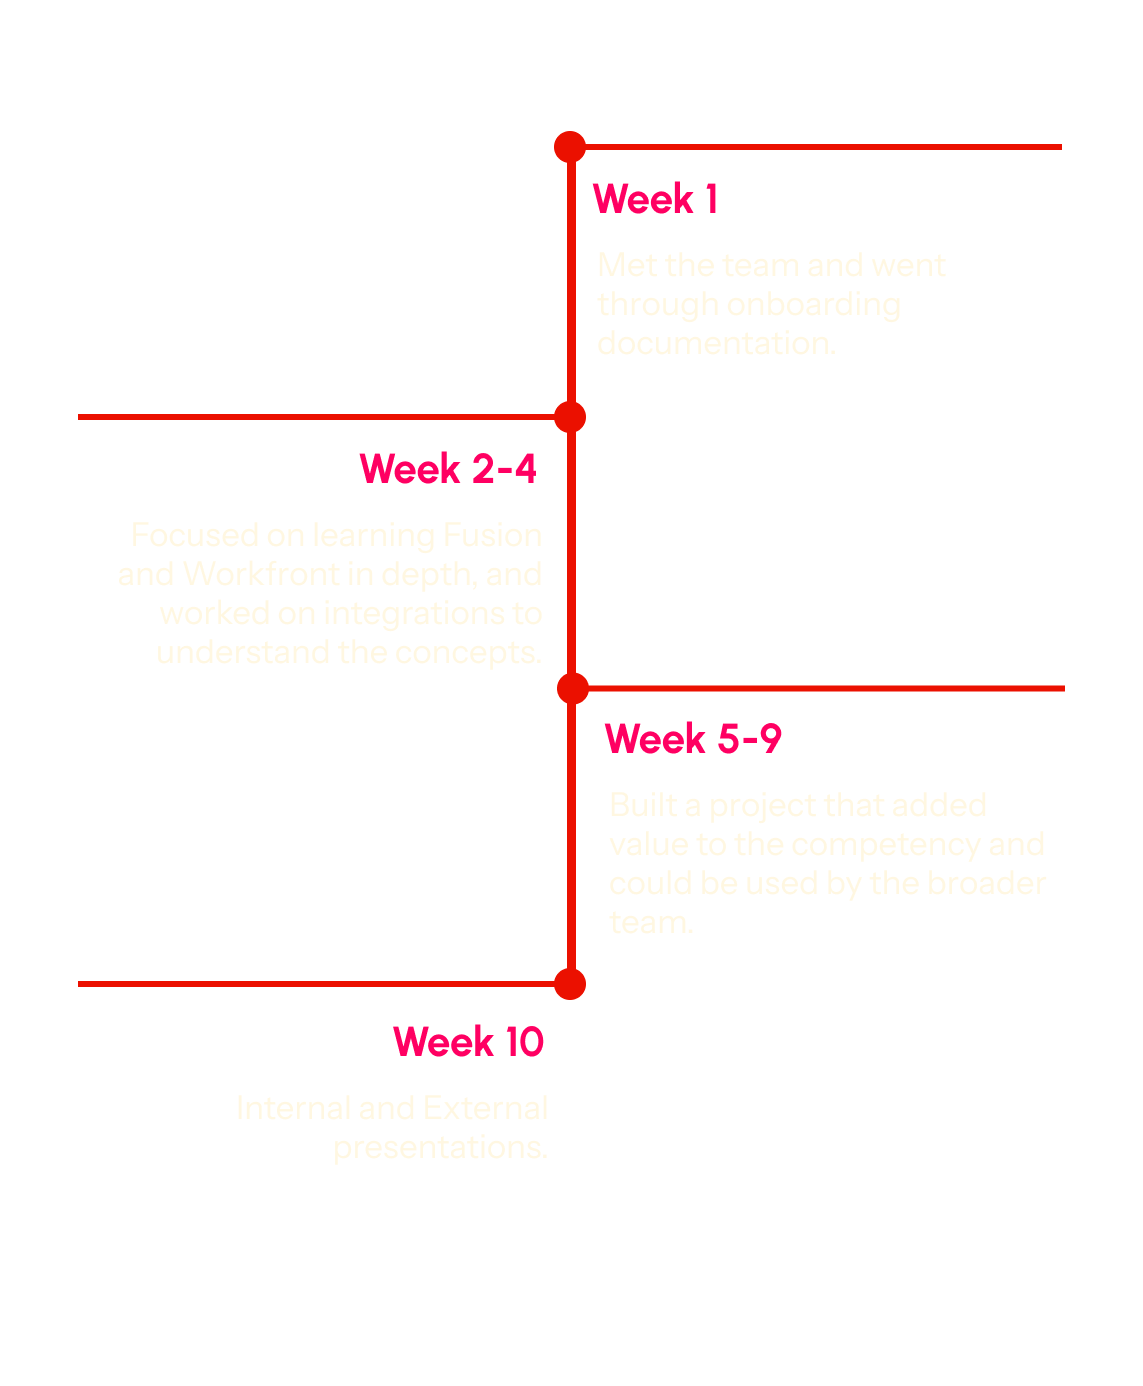 Week 1
Met the team and went
through onboarding
documentation.
Week 2-4
Focused on learning Fusion
and Workfront in depth, and
worked on integrations to
understand the concepts.
Week 5-9
Built a project that added
value to the competency and
could be used by the broader
team.
Week 10
Internal and External
presentations.